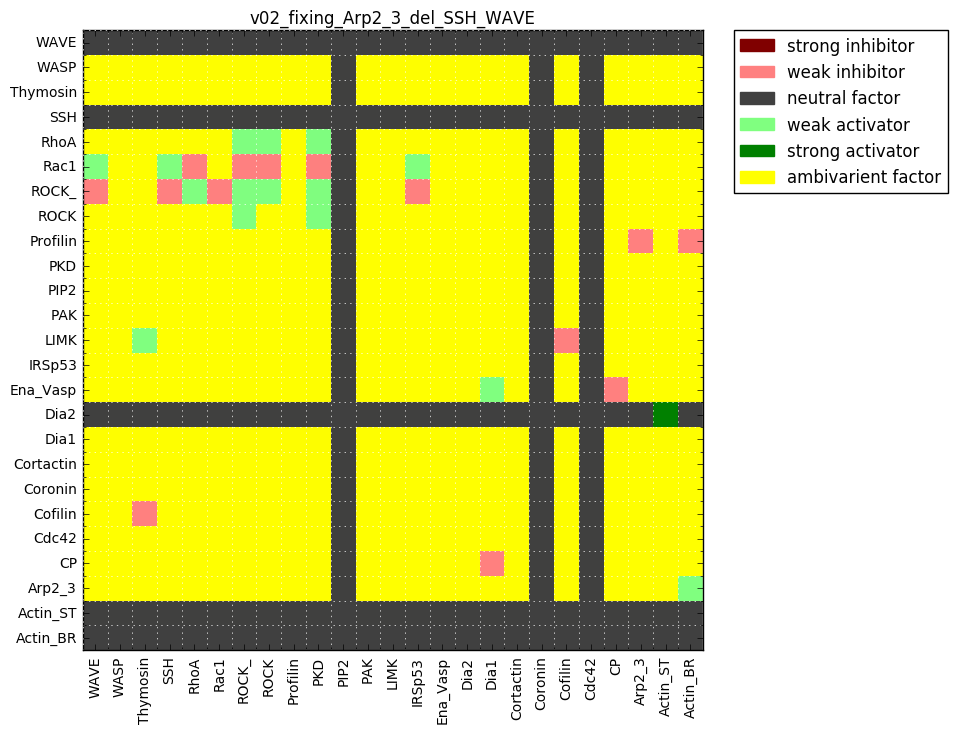 v02_fixing_Arp2_3_del_SSH_WAVE
WAVE
WASP
Thymosin
SSH
RhoA
Rac1
ROCK_
ROCK
Profilin
PKD
PIP2
PAK
LIMK
IRSp53
Ena_Vasp
Dia2
Dia1
Cortactin
Coronin
Cofilin
Cdc42
CP
Arp2_3
Actin_ST
Actin_BR
WAVE
WASP
Thymosin
SSH
RhoA
Rac1
ROCK_
ROCK
Profilin
PKD
PIP2
PAK
LIMK
IRSp53
Ena_Vasp
Dia2
Dia1
Cortactin
Coronin
Cofilin
Cdc42
CP
Arp2_3
Actin_ST
Actin_BR
strong inhibitor
weak inhibitor
neutral factor
weak activator
strong activator
ambivarient factor